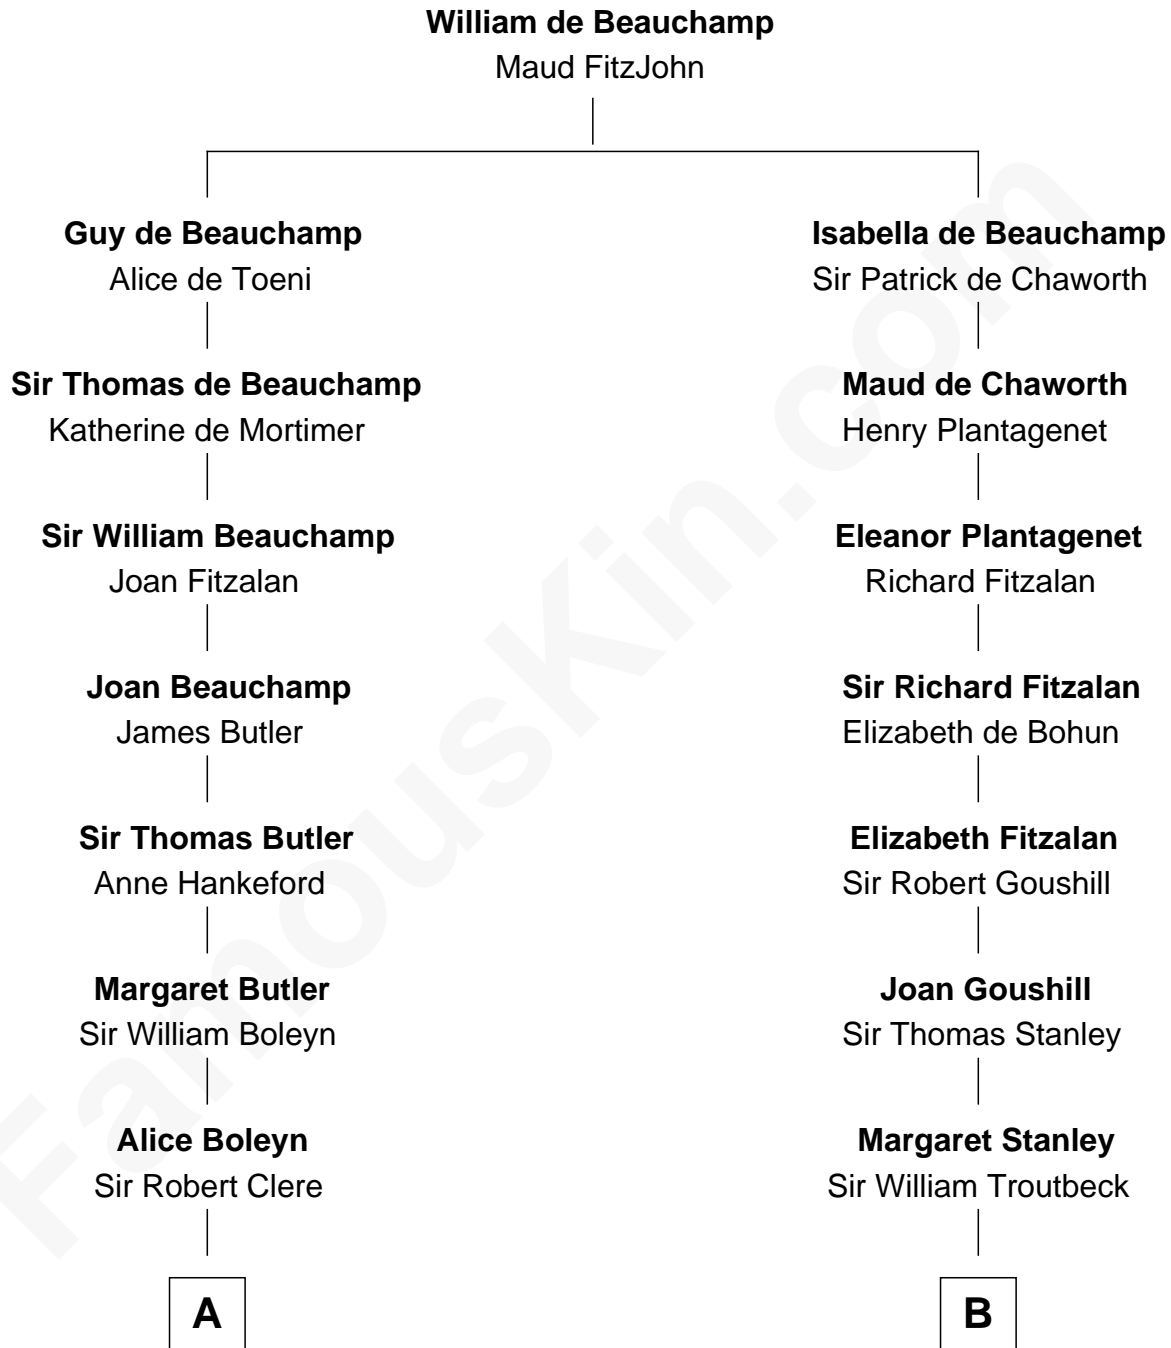 William de Beauchamp
Maud FitzJohn
Guy de Beauchamp
Alice de Toeni
Isabella de Beauchamp
Sir Patrick de Chaworth
Sir Thomas de Beauchamp
Katherine de Mortimer
Maud de Chaworth
Henry Plantagenet
Sir William Beauchamp
Joan Fitzalan
Eleanor Plantagenet
Richard Fitzalan
Joan Beauchamp
James Butler
Sir Richard Fitzalan
Elizabeth de Bohun
Sir Thomas Butler
Anne Hankeford
Elizabeth Fitzalan
Sir Robert Goushill
Margaret Butler
Sir William Boleyn
Joan Goushill
Sir Thomas Stanley
Alice Boleyn
Sir Robert Clere
Margaret Stanley
Sir William Troutbeck
A
B
FamousKin.com